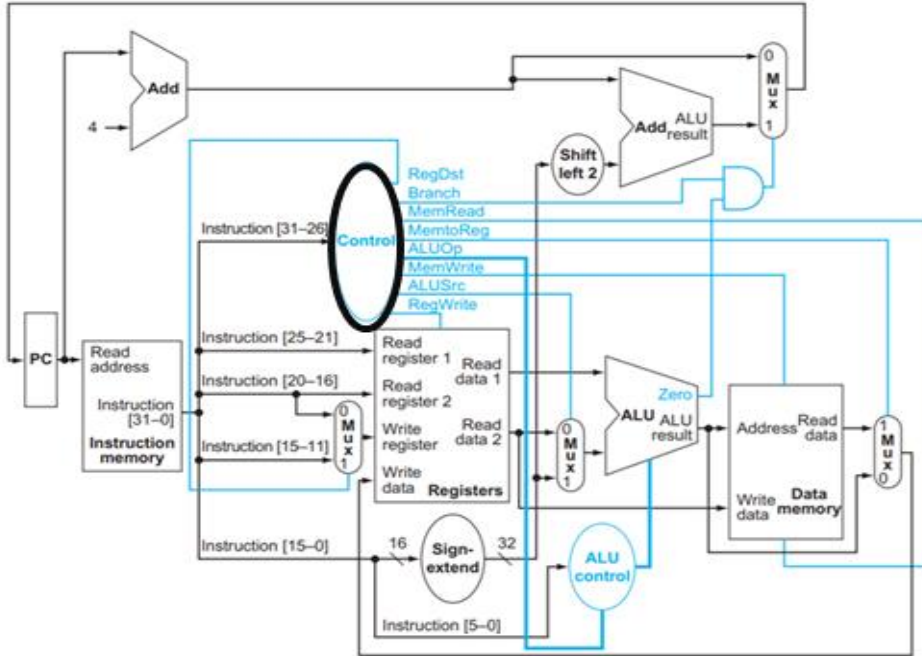 Add
4
0
M
u
x
1
Add
ALU
result
Shift
left 2
RegDst
Branch
MemRead
MemtoReg
ALUOp
MemWrite
ALUSrc
RegWrite
Control
Instruction [31–26]
Instruction [25–21]
Instruction [20–16]
Instruction [15–11]
Instruction [15–0]
Instruction [5–0]
PC
Read
address
Instruction
[31–0]
Instruction
memory
0
M
u
x
1
Read
register 1
Read
register 2
Write
register
Write
data
Read
data 1
Read
data 2
Registers
16
Sign-
extend
32
0
M
u
x
1
Zero
ALU
ALU
result
ALU
control
Address
Read
data
Write
data
Data
memory
1
M
u
x
0